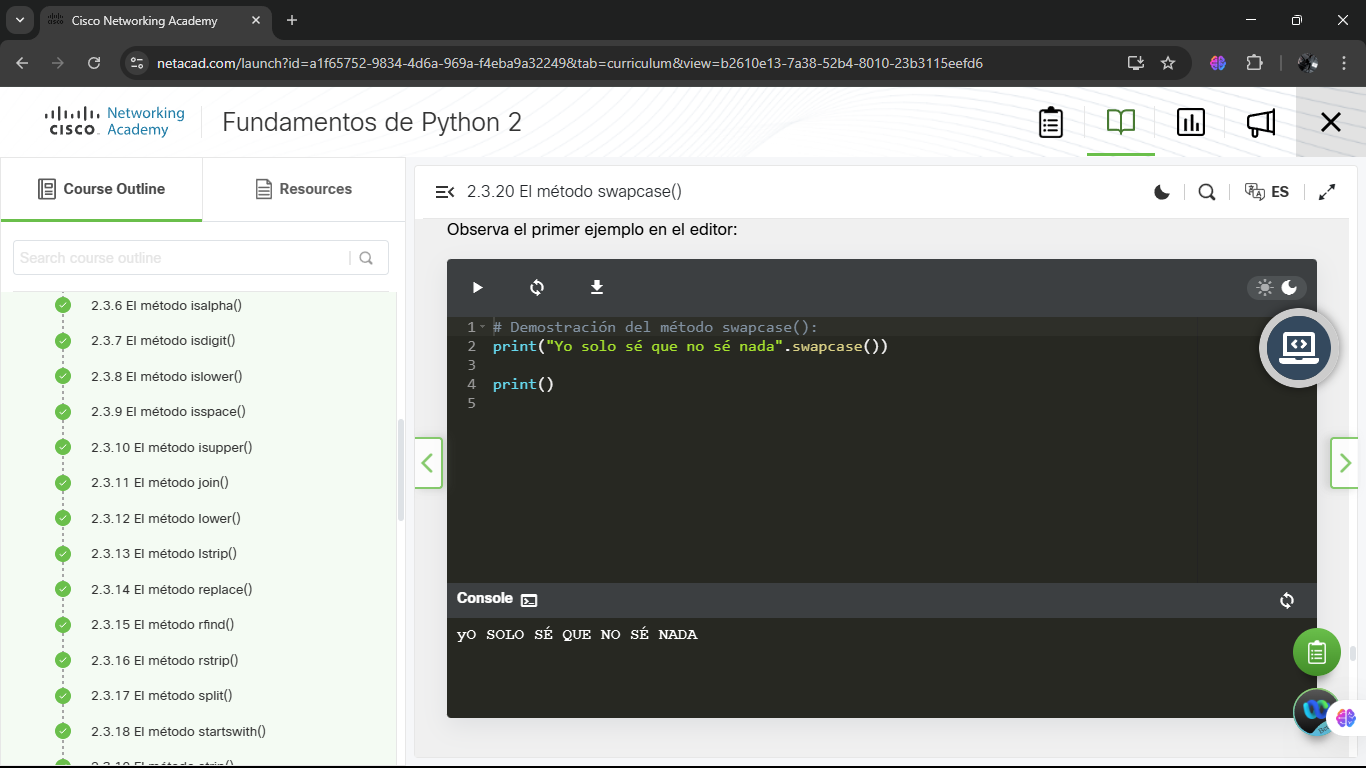 Cisco Networking Academy
netacad.com/launch?id=a1f65752-9834-4d6a-969a-f4eba9a32249&tab=curriculum&view=b2610e13-7a38-52b4-8010-23b3115eefd6
cisco Networking Academy
Fundamentos de Python 2
Course Outline
Resources
Search course outline
2.3.6 El método isalpha()
2.3.7 El método isdigit()
2.3.8 El método islower()
2.3.9 El método isspace()
2.3.10 El método isupper()
2.3.11 El método join()
2.3.12 El método lower()
2.3.13 El método lstrip()
2.3.14 El método replace()
2.3.15 El método rfind()
2.3.16 El método rstrip()
2.3.17 El método split()
2.3.18 El método startswith()
2.3.20 El método swapcase()
ES
Observa el primer ejemplo en el editor:
1 # Demostración del método swapcase():
2 print("Yo solo sé que no sé nada".swapcase())
3
4 print()
5
Console
yO SOLO SÉ QUE NO SÉ NADA